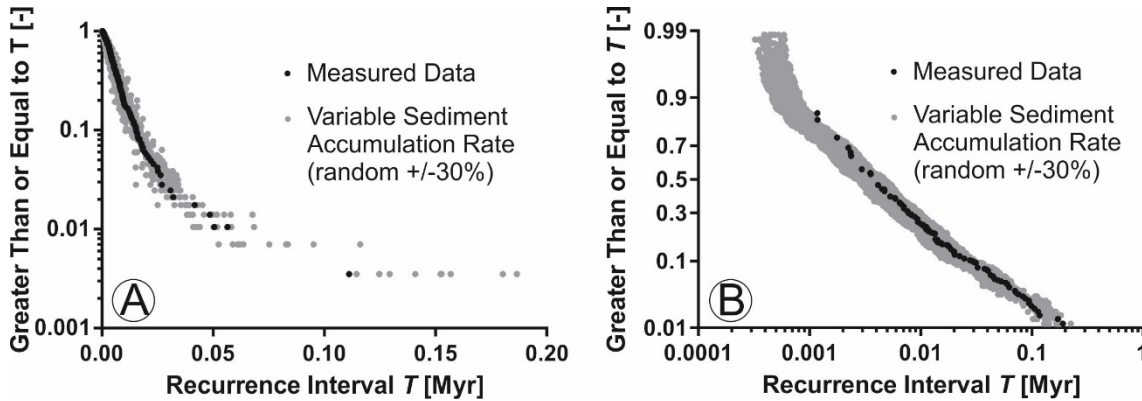 Greater Than or Equal to T [-]
1
0.1
0.01
0.001
0.00
0.05
0.10
0.15
0.20
Recurrence Interval T [Myr]
Measured Data
Variable Sediment
Accumulation Rate
(random +/-30%)
A
Greater Than or Equal to T [-]
0.99
0.9
0.7
0.5
0.3
0.1
0.01
0.0001
0.001
0.01
0.1
1
Recurrence Interval T [Myr]
Measured Data
Variable Sediment
Accumulation Rate
(random +/-30%)
B